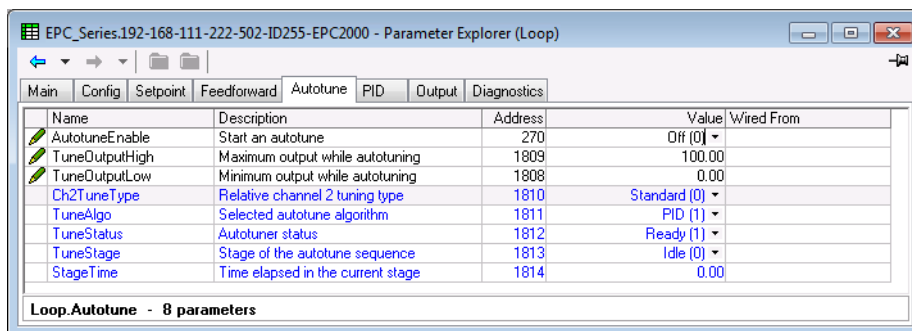 EPC_Series.192-168-111-222-502-ID255-EPC2000 - Parameter Explorer (Loop)
Main Config Setpoint Feedforward Autotune PID Output Diagnostics
Name Description Address Value Wired From
AutotuneEnable Start an autotune 270 Off (0)
TuneOutputHigh Maximum output while autotuning 1809 100.00
TuneOutputLow Minimum output while autotuning 1808 0.00
Ch2TuneType Relative channel 2 tuning type 1810 Standard (0)
TuneAlgo Selected autotune algorithm 1811 PID (1)
TuneStatus Autotuner status 1812 Ready (1)
TuneStage Stage of the autotune sequence 1813 Idle (0)
StageTime Time elapsed in the current stage 1814 0.00
Loop.Autotune - 8 parameters